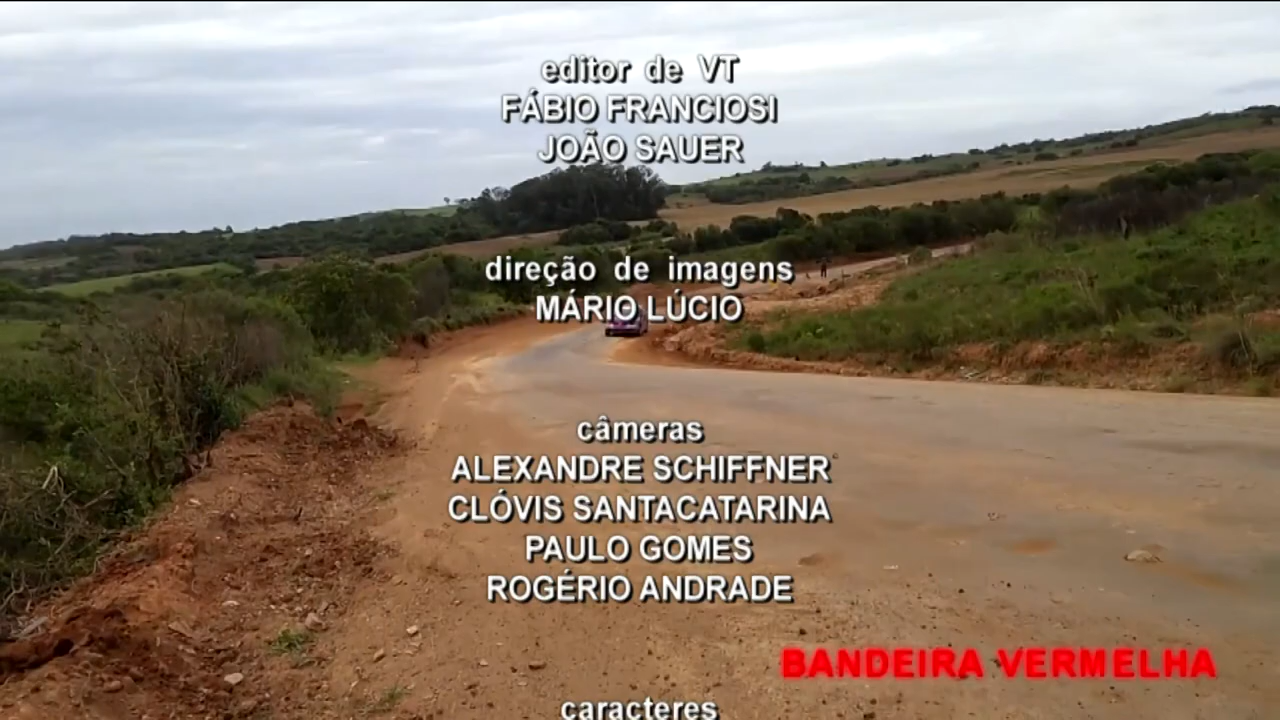 editor de VT
FÁBIO FRANCIOSI
JOÃO SAUER
direção de imagens
MÁRIO LÚCIO
câmeras
ALEXANDRE SCHIFFNER
CLÓVIS SANTACATARINA
PAULO GOMES
ROGÉRIO ANDRADE
BANDEIRA VERMELHA
caracteres